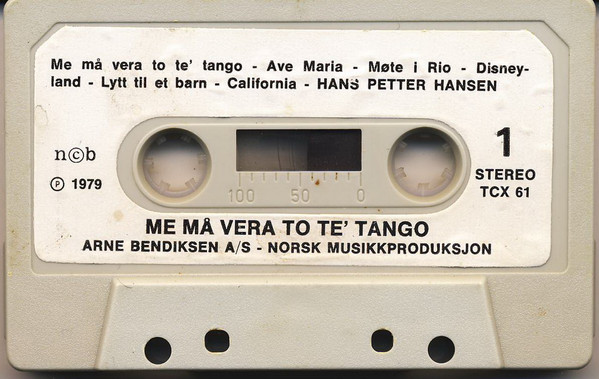 Me må vera to te' tango - Ave Maria - Møte i Rio - Disney-
land - Lytt til et barn - California - HANS PETTER HANSEN
n©b
℗ 1979
1
STEREO
TCX 61
100 50 0
ME MÅ VERA TO TE' TANGO
ARNE BENDIKSEN A/S - NORSK MUSIKKPRODUKSJON